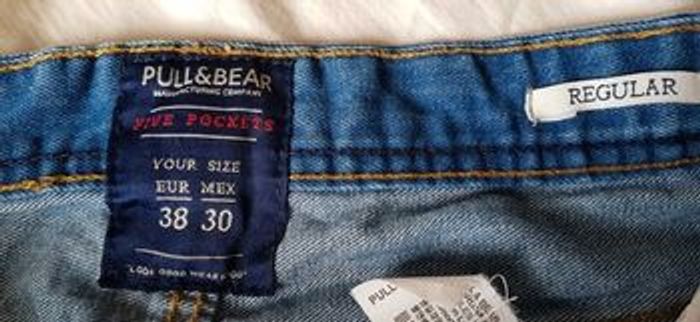 PULL&BEAR
MANUFACTURING COMPANY
FIVE POCKETS
YOUR SIZE
EUR MEX
38 30
REGULAR
PULL